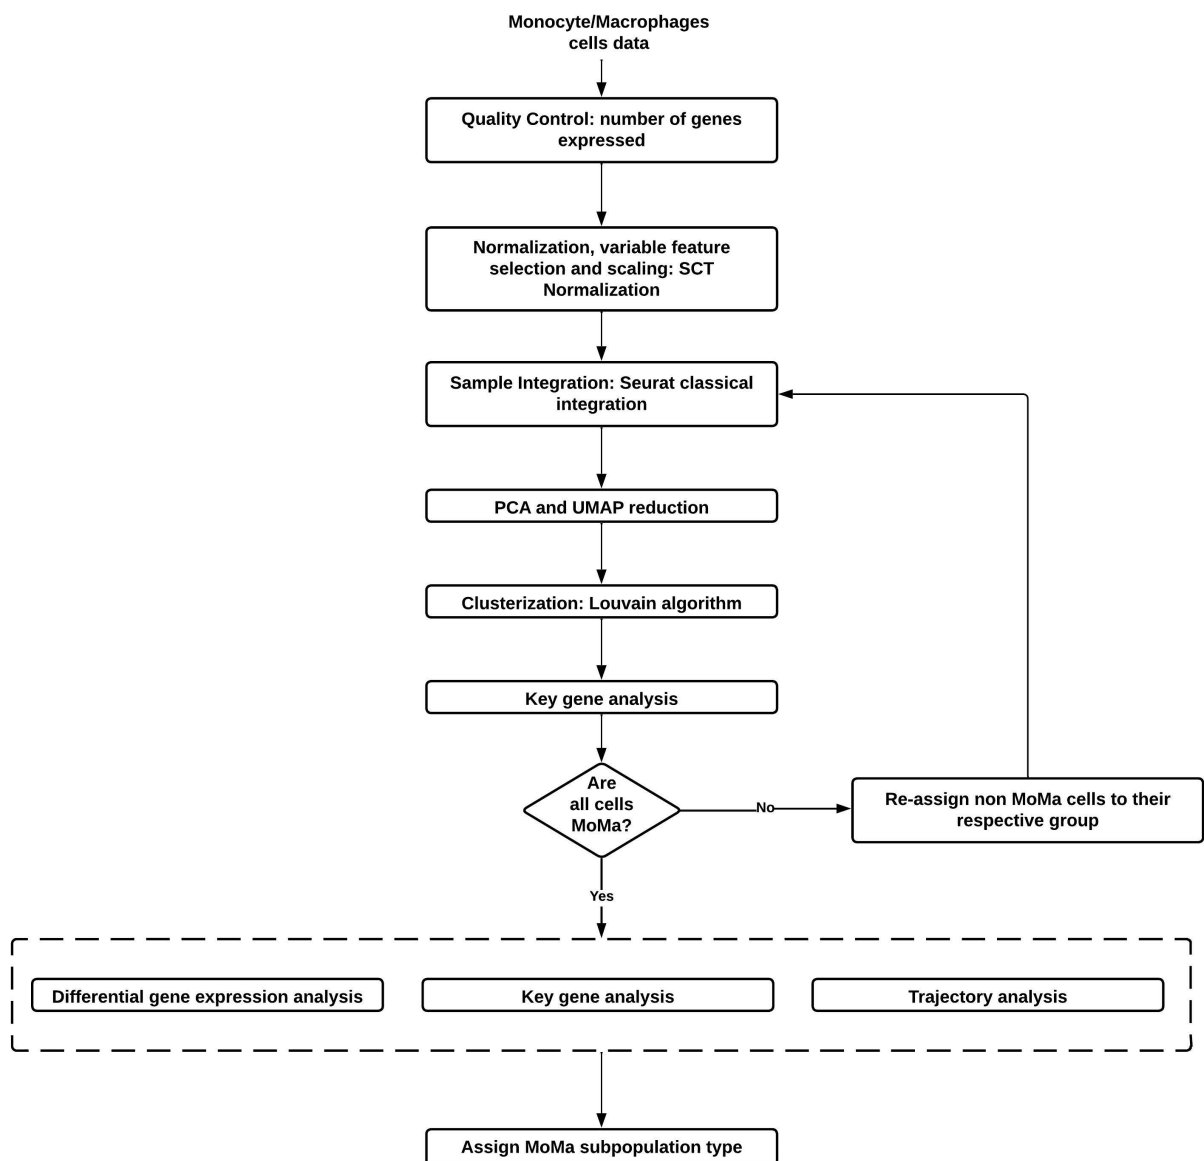 Monocyte/Macrophages
cells data
Quality Control: number of genes
expressed
Normalization, variable feature
selection and scaling: SCT
Normalization
Sample Integration: Seurat classical
integration
PCA and UMAP reduction
Clusterization: Louvain algorithm
Key gene analysis
Are
all cells
MoMa?
No
Re-assign non MoMa cells to their
respective group
Yes
Differential gene expression analysis
Key gene analysis
Trajectory analysis
Assign MoMa subpopulation type